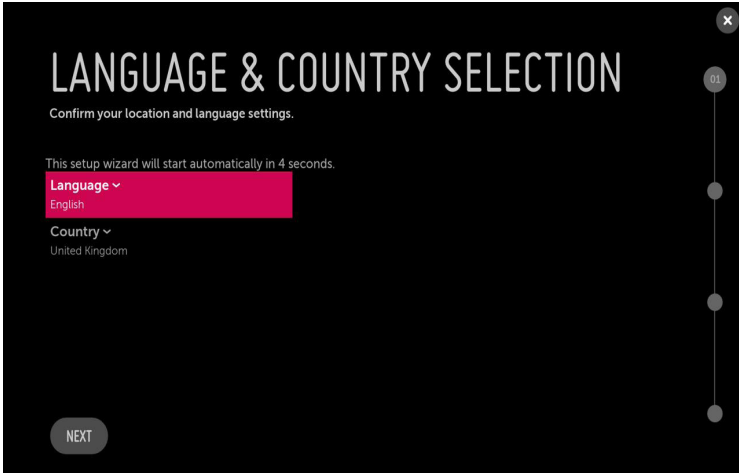 LANGUAGE & COUNTRY SELECTION
01
Confirm your location and language settings.
This setup wizard will start automatically in 4 seconds.
Language
English
Country
United Kingdom
NEXT